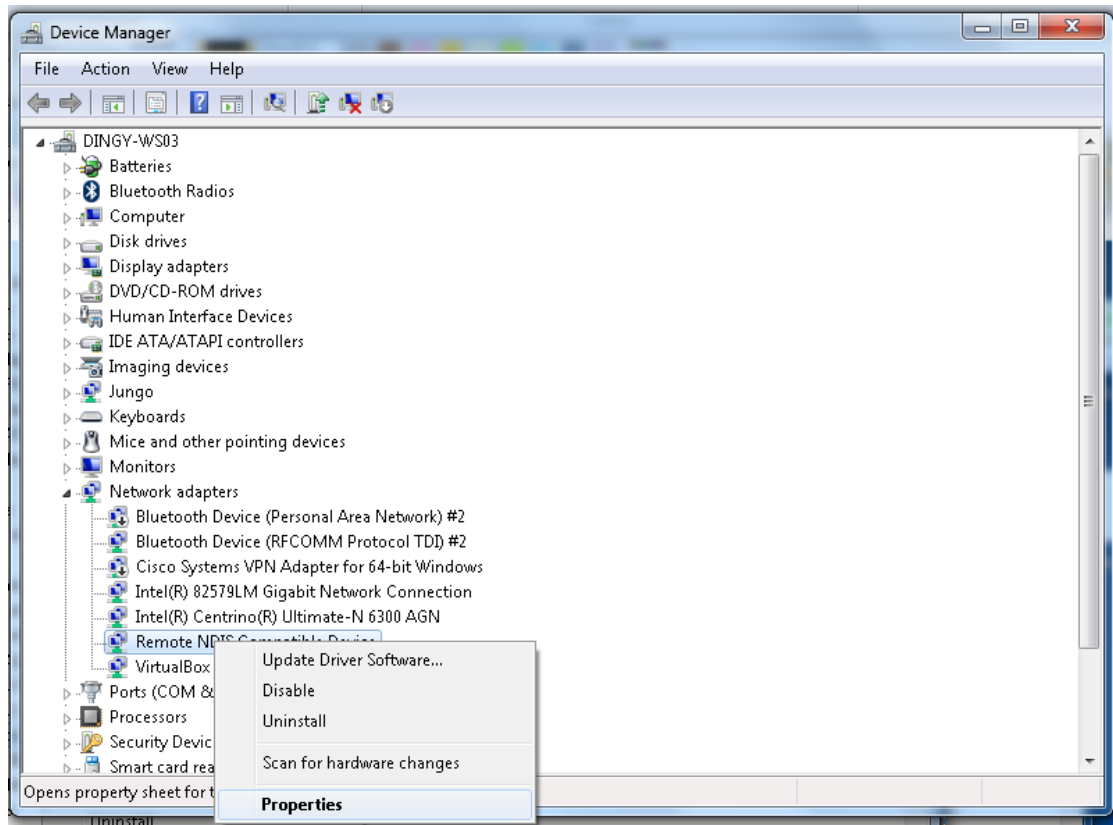 Device Manager
File Action View Help
DINGY-WS03
Batteries
Bluetooth Radios
Computer
Disk drives
Display adapters
DVD/CD-ROM drives
Human Interface Devices
IDE ATA/ATAPI controllers
Imaging devices
Jungo
Keyboards
Mice and other pointing devices
Monitors
Network adapters
Bluetooth Device (Personal Area Network) #2
Bluetooth Device (RFCOMM Protocol TDI) #2
Cisco Systems VPN Adapter for 64-bit Windows
Intel(R) 82579LM Gigabit Network Connection
Intel(R) Centrino(R) Ultimate-N 6300 AGN
Remote NDIS Compatible Device
VirtualBox
Ports (COM &
Processors
Security Devic
Smart card rea
Opens property sheet for t
Update Driver Software...
Disable
Uninstall
Scan for hardware changes
Properties
Uninstall